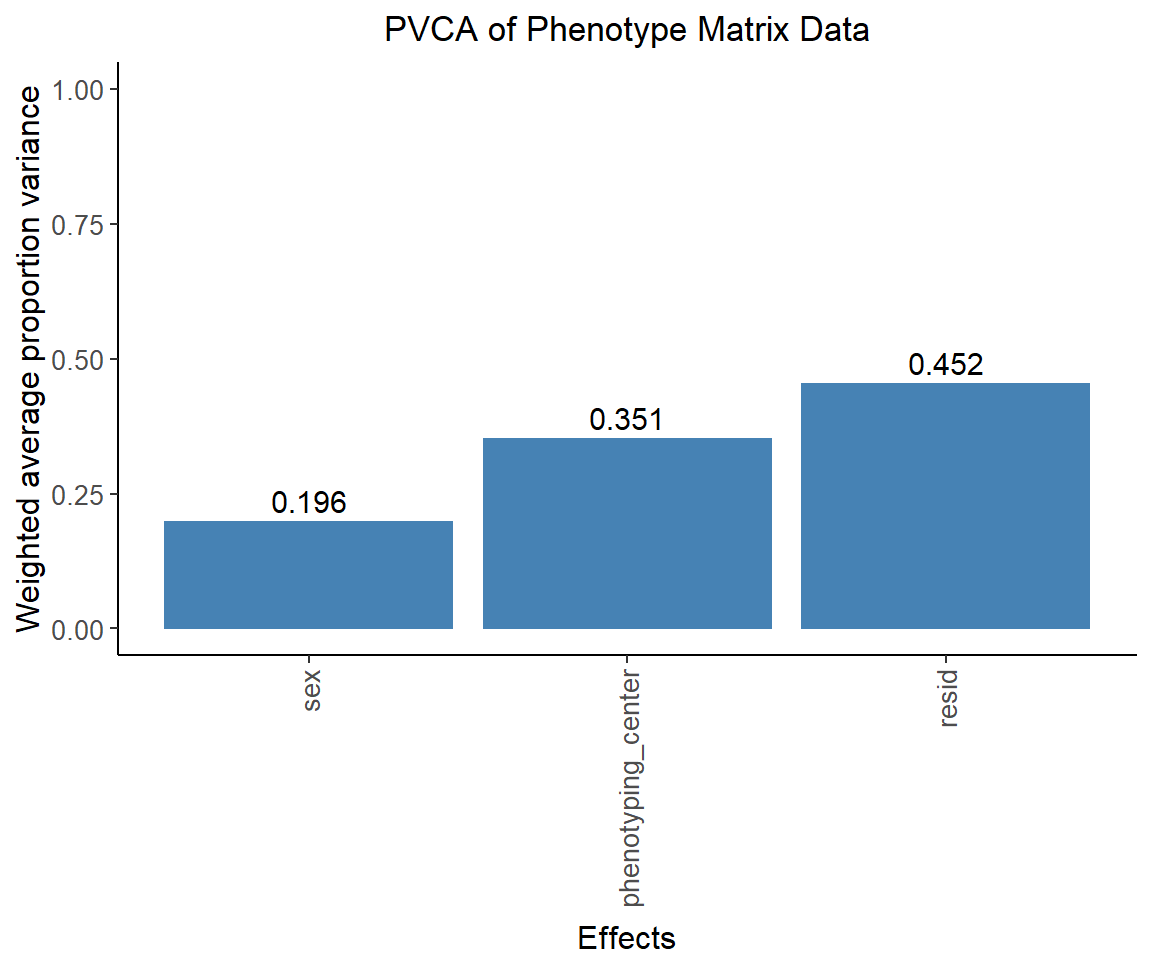 PVCA of Phenotype Matrix Data
Weighted average proportion variance
1.00
0.75
0.50
0.25
0.00
0.196
0.351
0.452
sex
phenotyping_center
resid
Effects